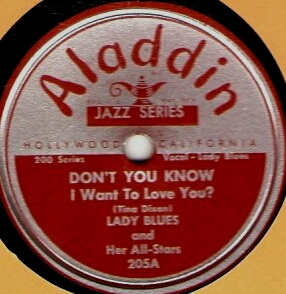 Aladdin
JAZZ SERIES
HOLLYWOOD CALIFORNIA
200 Series Vocal - Lady Blues
DON'T YOU KNOW
I Want To Love You?
(Tina Dixon)
LADY BLUES
and
Her All-Stars
205A